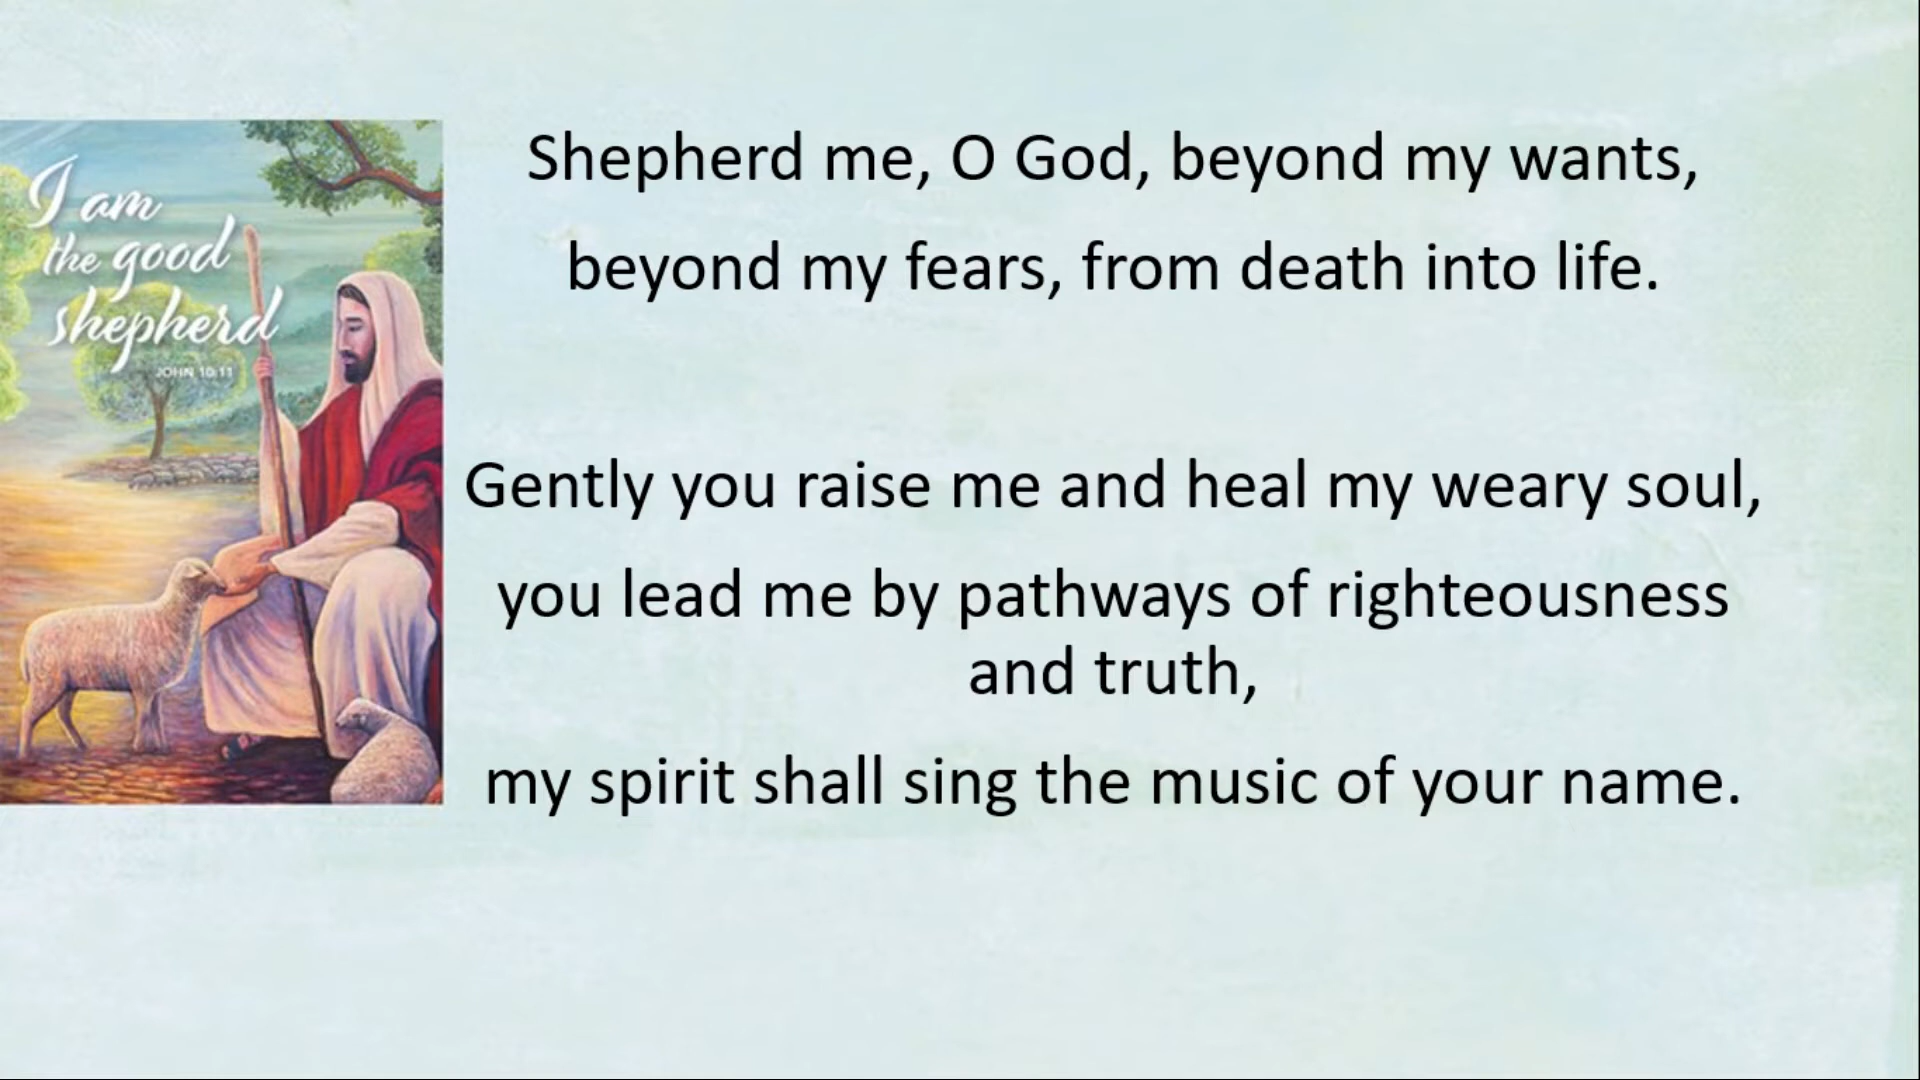 I am
the good
shepherd
JOHN 10:11
Shepherd me, O God, beyond my wants,
beyond my fears, from death into life.
Gently you raise me and heal my weary soul,
you lead me by pathways of righteousness
and truth,
my spirit shall sing the music of your name.